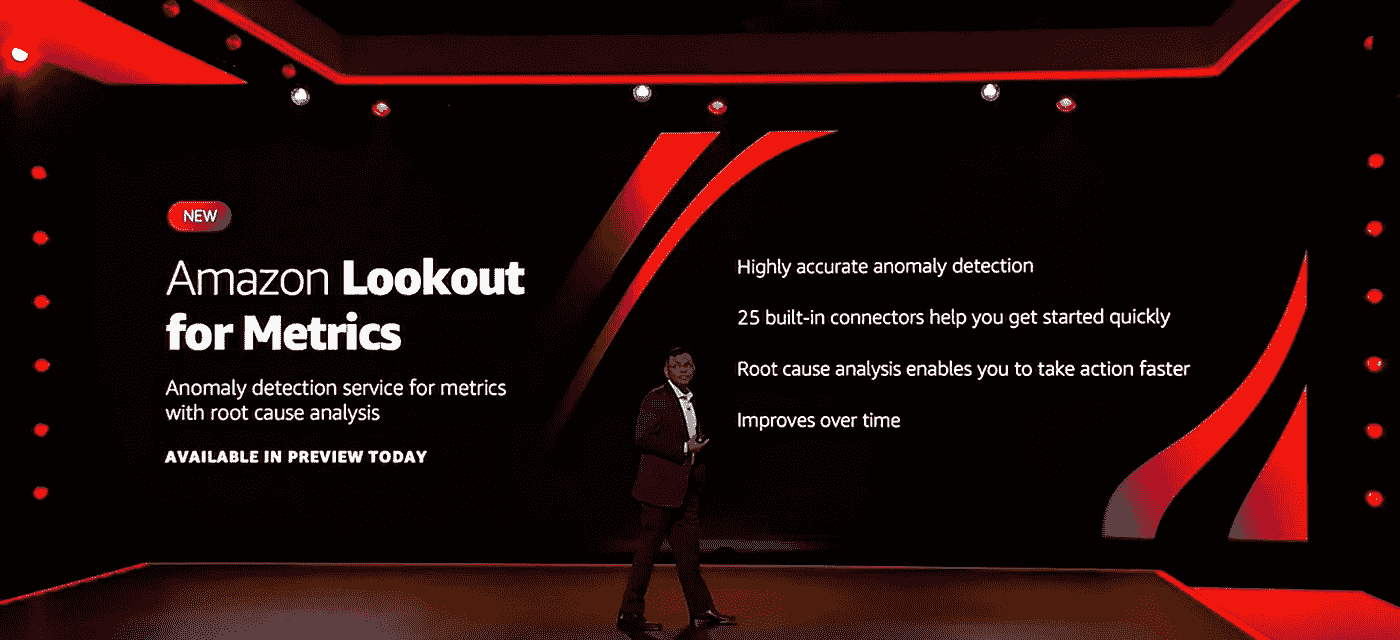 NEW
Amazon Lookout
for Metrics
Anomaly detection service for metrics
with root cause analysis
AVAILABLE IN PREVIEW TODAY
Highly accurate anomaly detection
25 built-in connectors help you get started quickly
Root cause analysis enables you to take action faster
Improves over time